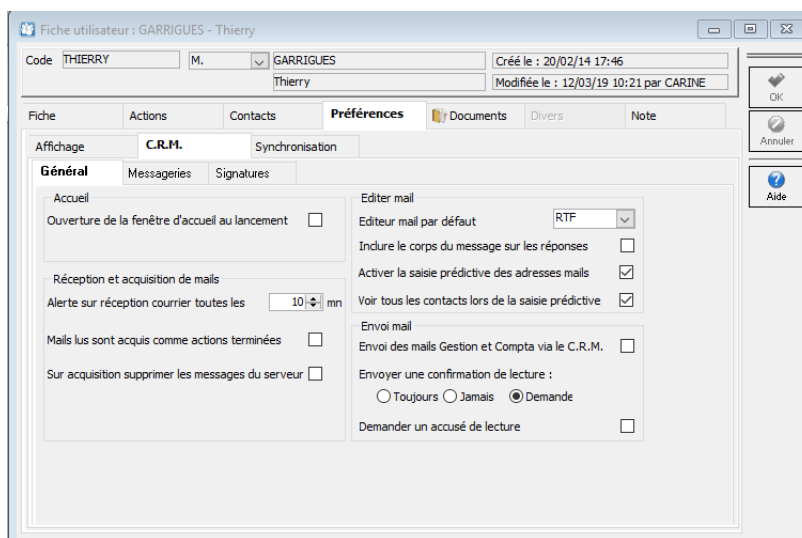 Fiche utilisateur : GARRIGUES - Thierry
Code THIERRY M. GARRIGUES Créé le : 20/02/14 17:46
Thierry Modifiée le : 12/03/19 10:21 par CARINE
OK
Annuler
Aide
Fiche Actions Contacts Préférences Documents Divers Note
Affichage C.R.M. Synchronisation
Général Messageries Signatures
Accueil
Ouverture de la fenêtre d'accueil au lancement
Réception et acquisition de mails
Alerte sur réception courrier toutes les 10 mn
Mails lus sont acquis comme actions terminées
Sur acquisition supprimer les messages du serveur
Editer mail
Editeur mail par défaut RTF
Inclure le corps du message sur les réponses
Activer la saisie prédictive des adresses mails
Voir tous les contacts lors de la saisie prédictive
Envoi mail
Envoi des mails Gestion et Compta via le C.R.M.
Envoyer une confirmation de lecture :
Toujours Jamais Demande
Demander un accusé de lecture